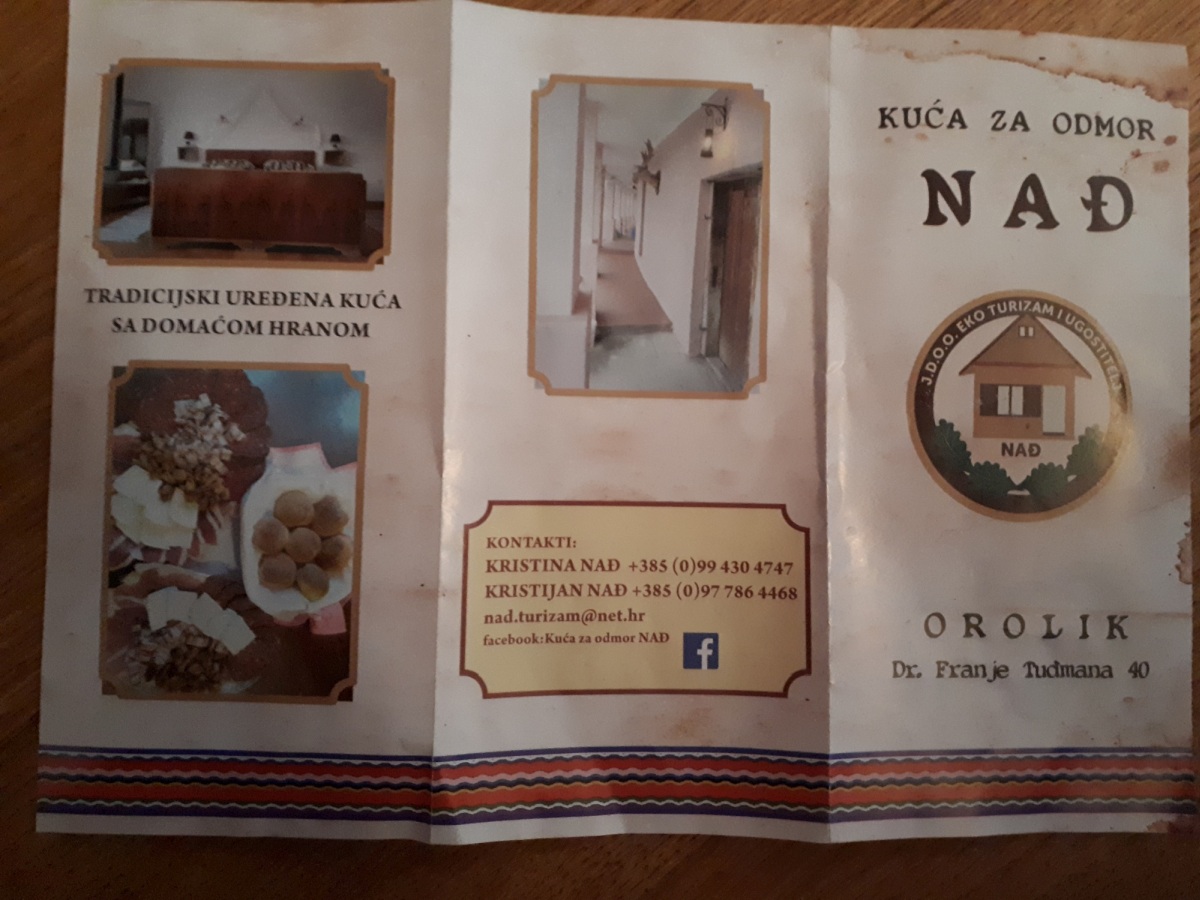 TRADICIJSKI UREĐENA KUĆA
SA DOMAĆOM HRANOM
KONTAKTI:
KRISTINA NAĐ +385 (0)99 430 4747
KRISTIJAN NAĐ +385 (0)97 786 4468
nad.turizam@net.hr
facebook:Kuća za odmor NAĐ
f
KUĆA ZA ODMOR
NAĐ
J.D.O.O. EKO TURIZAM I UGOSTITELJ
NAĐ
OROLIK
Dr. Franje Tuđmana 40